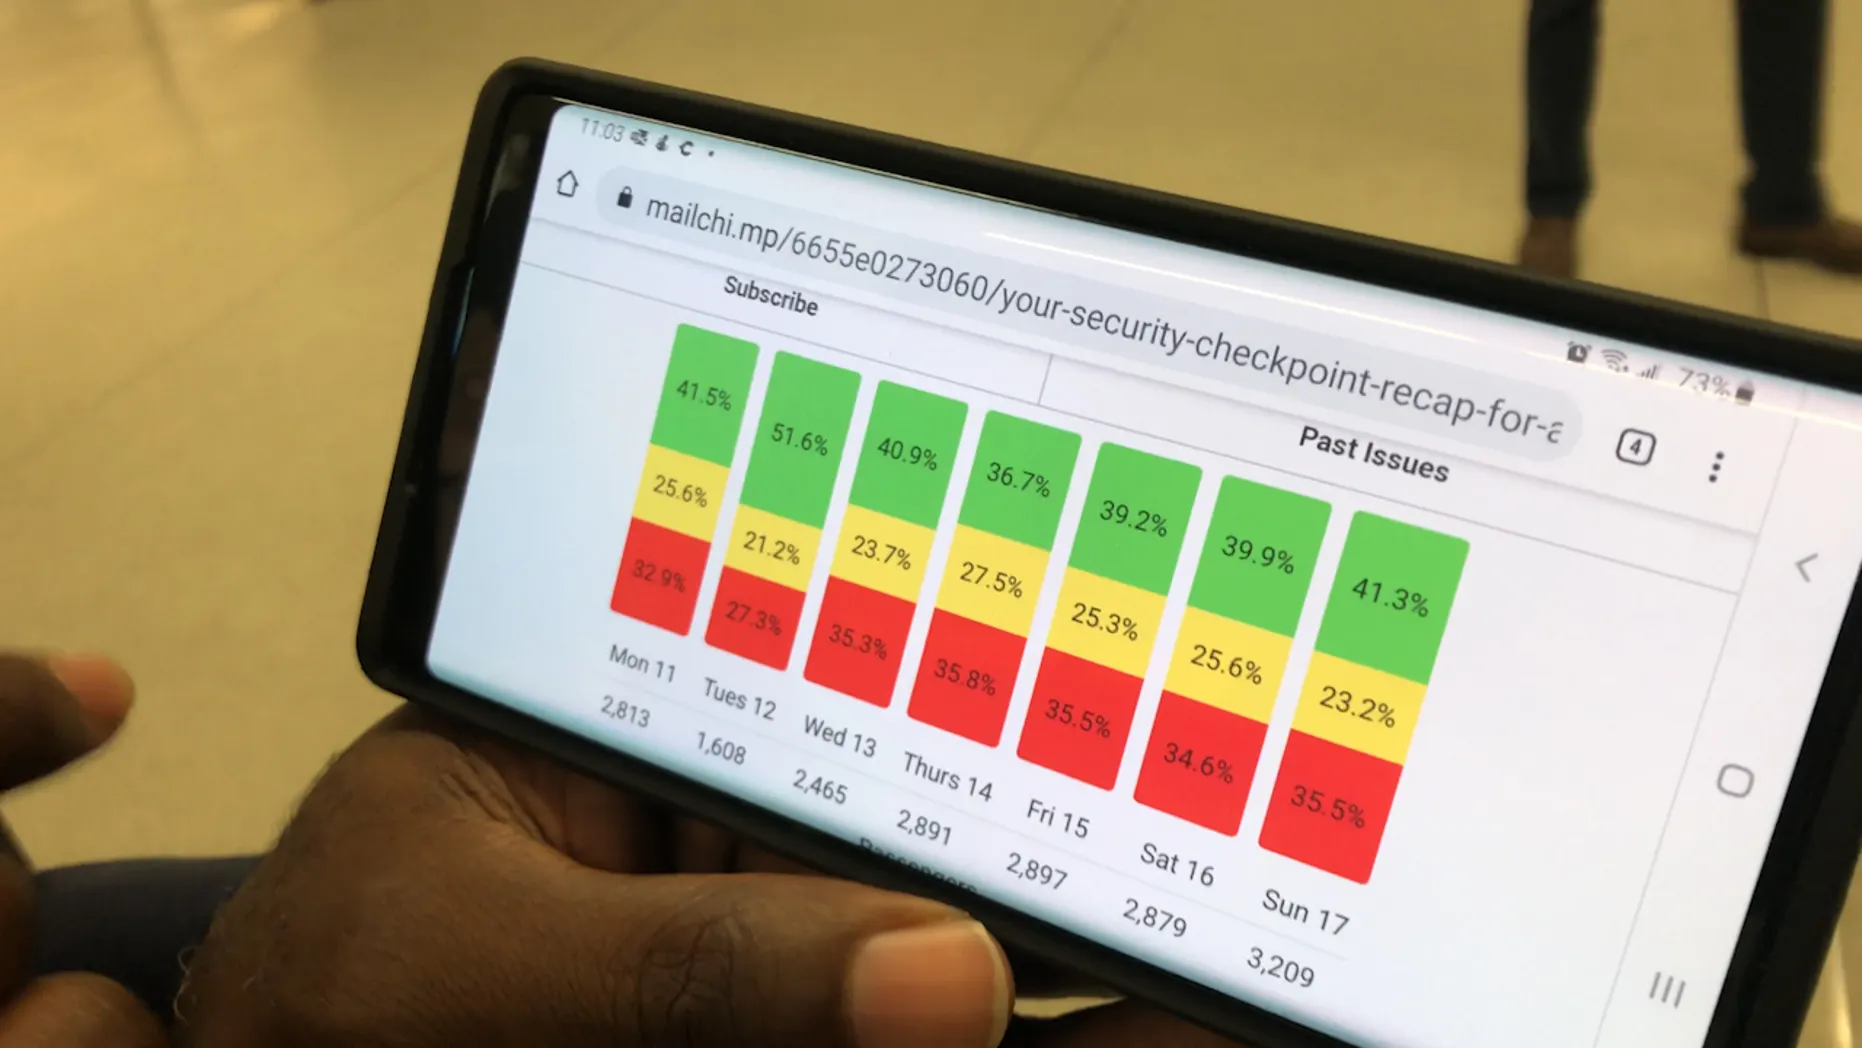 11:03
73%
mailchi.mp/6655e0273060/your-security-checkpoint-recap-for-a
4
Subscribe
Past Issues
41.5% 51.6% 40.9% 36.7% 39.2% 39.9% 41.3%
25.6% 21.2% 23.7% 27.5% 25.3% 25.6% 23.2%
32.9% 27.3% 35.3% 35.8% 35.5% 34.6% 35.5%
Mon 11 Tues 12 Wed 13 Thurs 14 Fri 15 Sat 16 Sun 17
2,813 1,608 2,465 2,891 2,897 2,879 3,209
Passengers